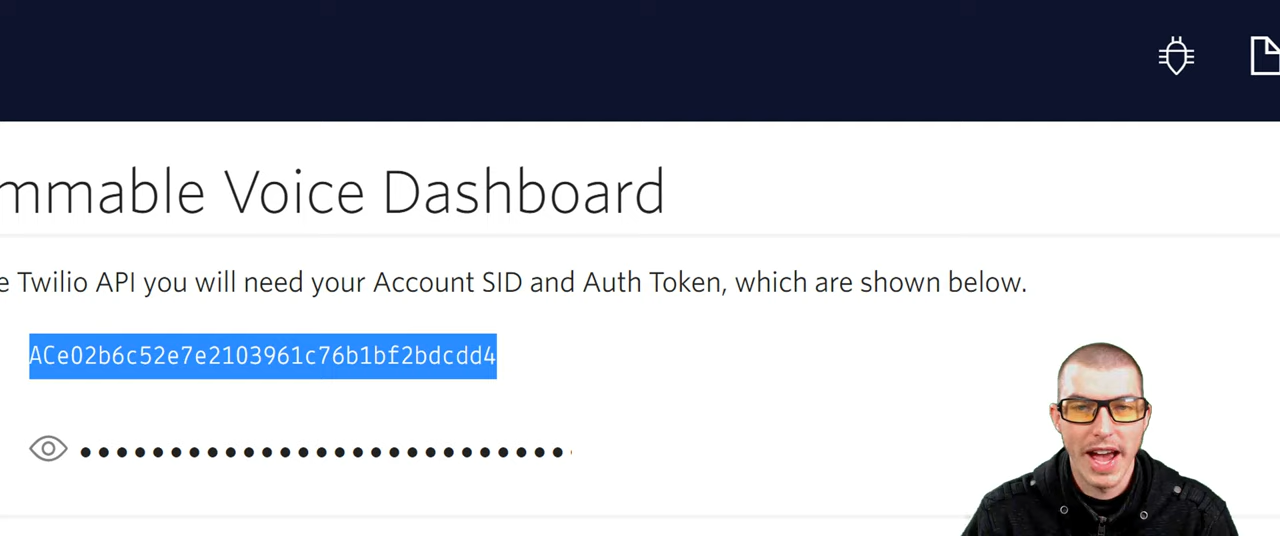 mmable Voice Dashboard
e Twilio API you will need your Account SID and Auth Token, which are shown below.
ACe02b6c52e7e2103961c76b1bf2bdcdd4